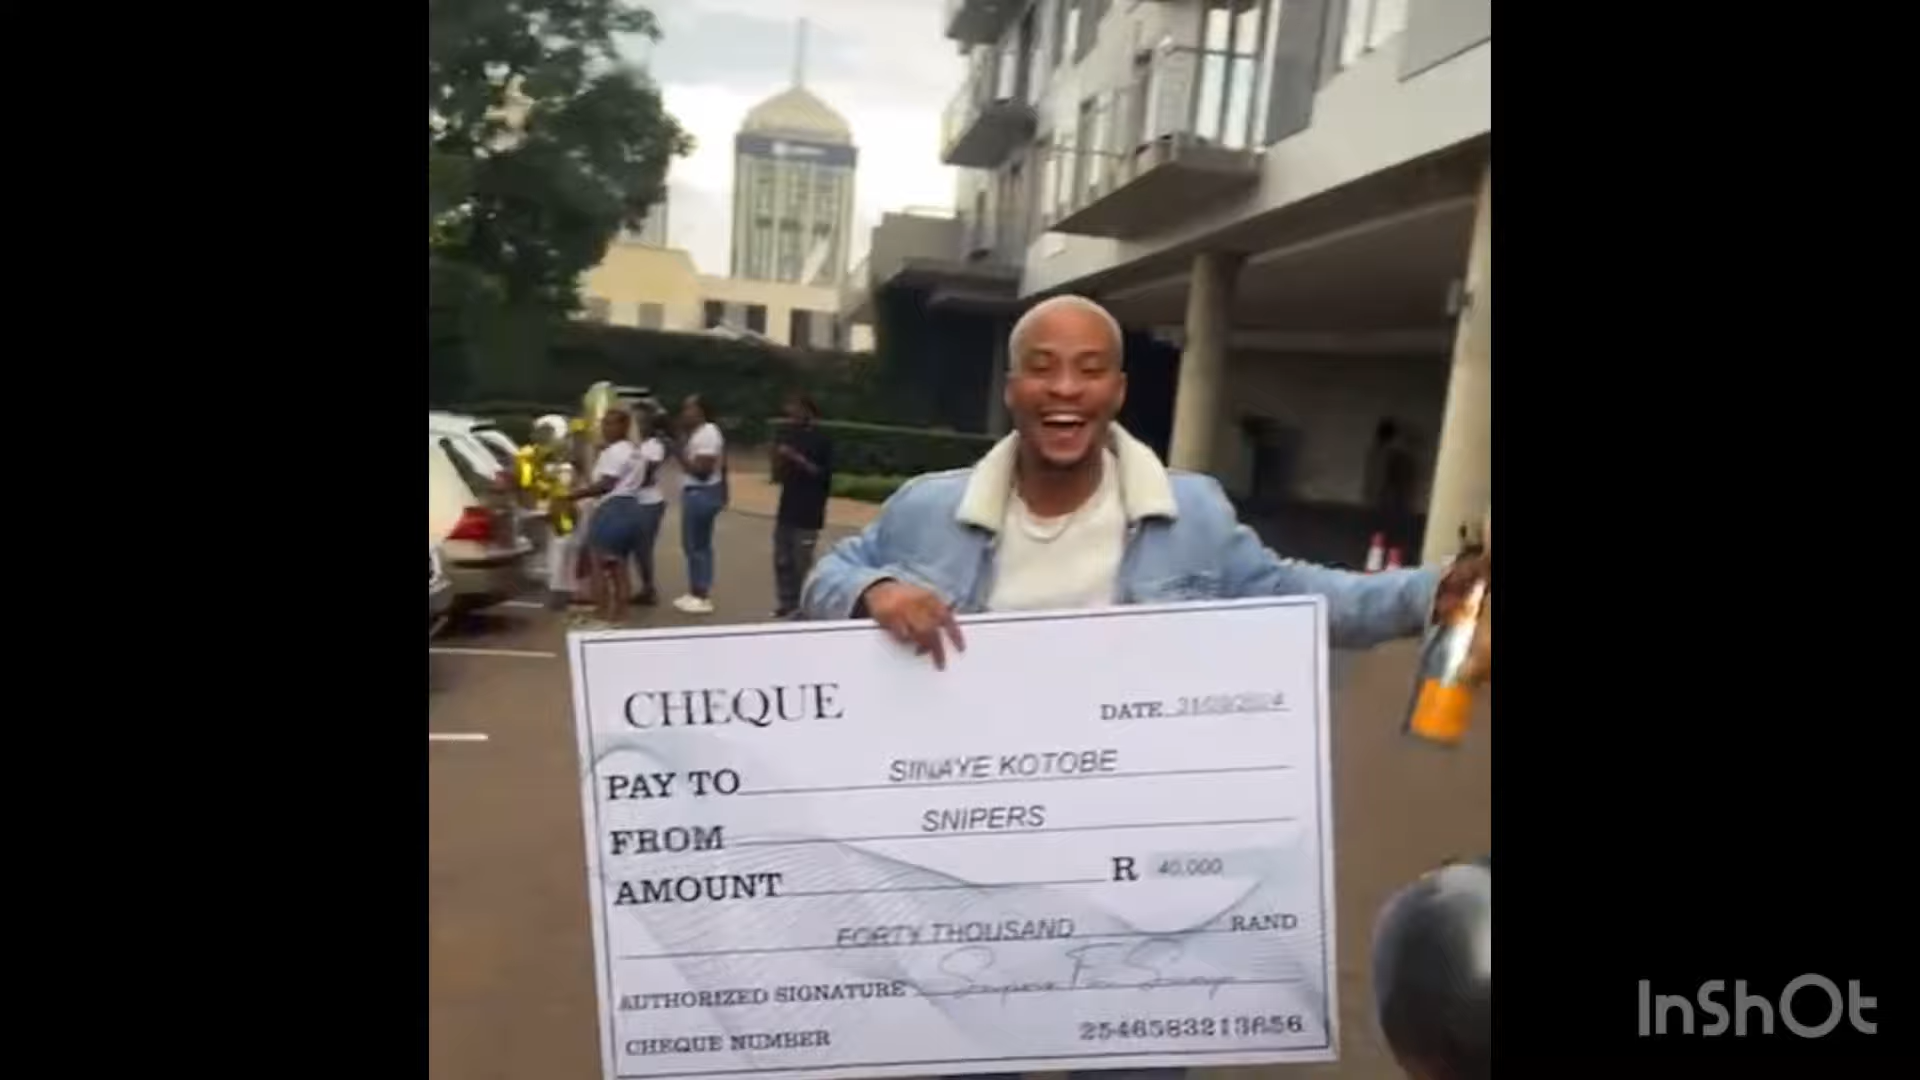 CHEQUE
DATE
PAY TO SINAYE KOTOBE
FROM SNIPERS
AMOUNT R 40.000
FORTY THOUSAND RAND
AUTHORIZED SIGNATURE
CHEQUE NUMBER 2546583213656
InShOt